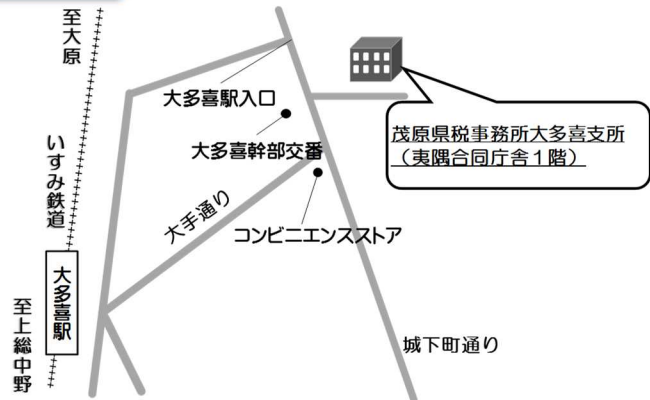 至大原
いすみ鉄道
大多喜駅
至上総中野
大多喜駅入口
大多喜幹部交番
大手通り
コンビニエンスストア
城下町通り
茂原県税事務所大多喜支所
（夷隅合同庁舎１階）